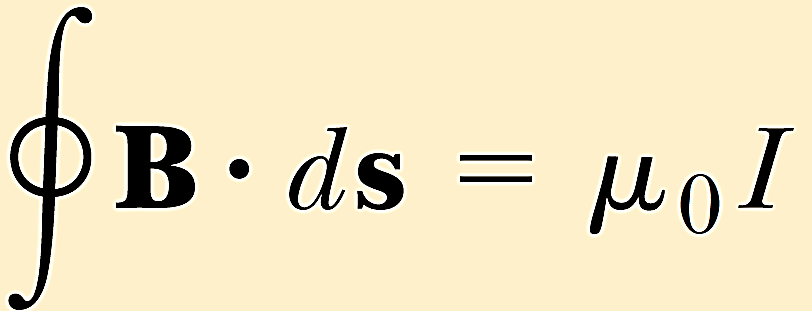 ∮ B · ds = μ₀I